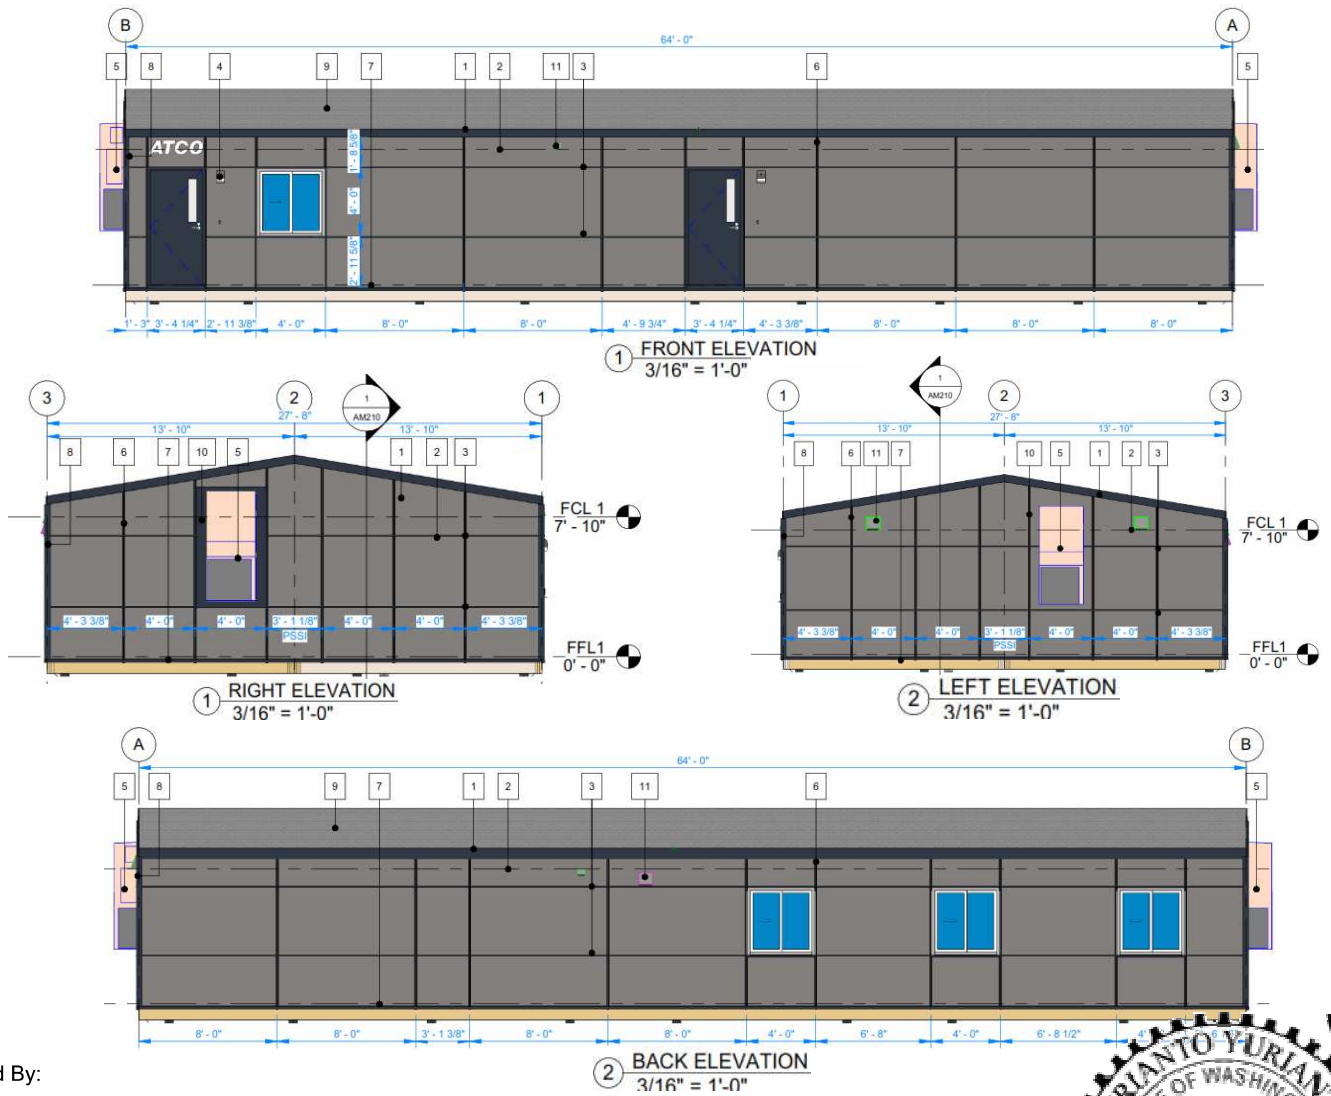 B A
64' - 0"
5 8 4 9 7 1 2 11 3 6 5
ATCO
1' - 8 5/8"
4' - 0"
2' - 11 5/8"
1' - 3" 3' - 4 1/4" 2' - 11 3/8" 4' - 0" 8' - 0" 8' - 0" 4' - 9 3/4" 3' - 4 1/4" 4' - 3 3/8" 8' - 0" 8' - 0" 8' - 0"
1 FRONT ELEVATION
3/16" = 1'-0"
3 2 1
1
AM210
27' - 8"
13' - 10" 13' - 10"
8 6 7 10 5 1 2 3
FCL 1
7' - 10"
4' - 3 3/8" 4' - 0" 4' - 0" 3' - 1 1/8" 4' - 0" 4' - 0" 4' - 3 3/8"
PSSI
FFL1
0' - 0"
1 RIGHT ELEVATION
3/16" = 1'-0"
1 2 3
1
AM210
27' - 8"
13' - 10" 13' - 10"
8 6 11 7 10 5 1 2 3
FCL 1
7' - 10"
4' - 3 3/8" 4' - 0" 4' - 0" 3' - 1 1/8" 4' - 0" 4' - 0" 4' - 3 3/8"
PSSI
FFL1
0' - 0"
2 LEFT ELEVATION
3/16" = 1'-0"
A B
64' - 0"
5 8 9 7 1 2 3 11 6 5
8' - 0" 8' - 0" 3' - 1 3/8" 8' - 0" 8' - 0" 4' - 0" 6' - 8" 4' - 0" 6' - 8 1/2"
2 BACK ELEVATION
3/16" = 1'-0"
d By:
RIANTO YURIAN
E OF WASHING